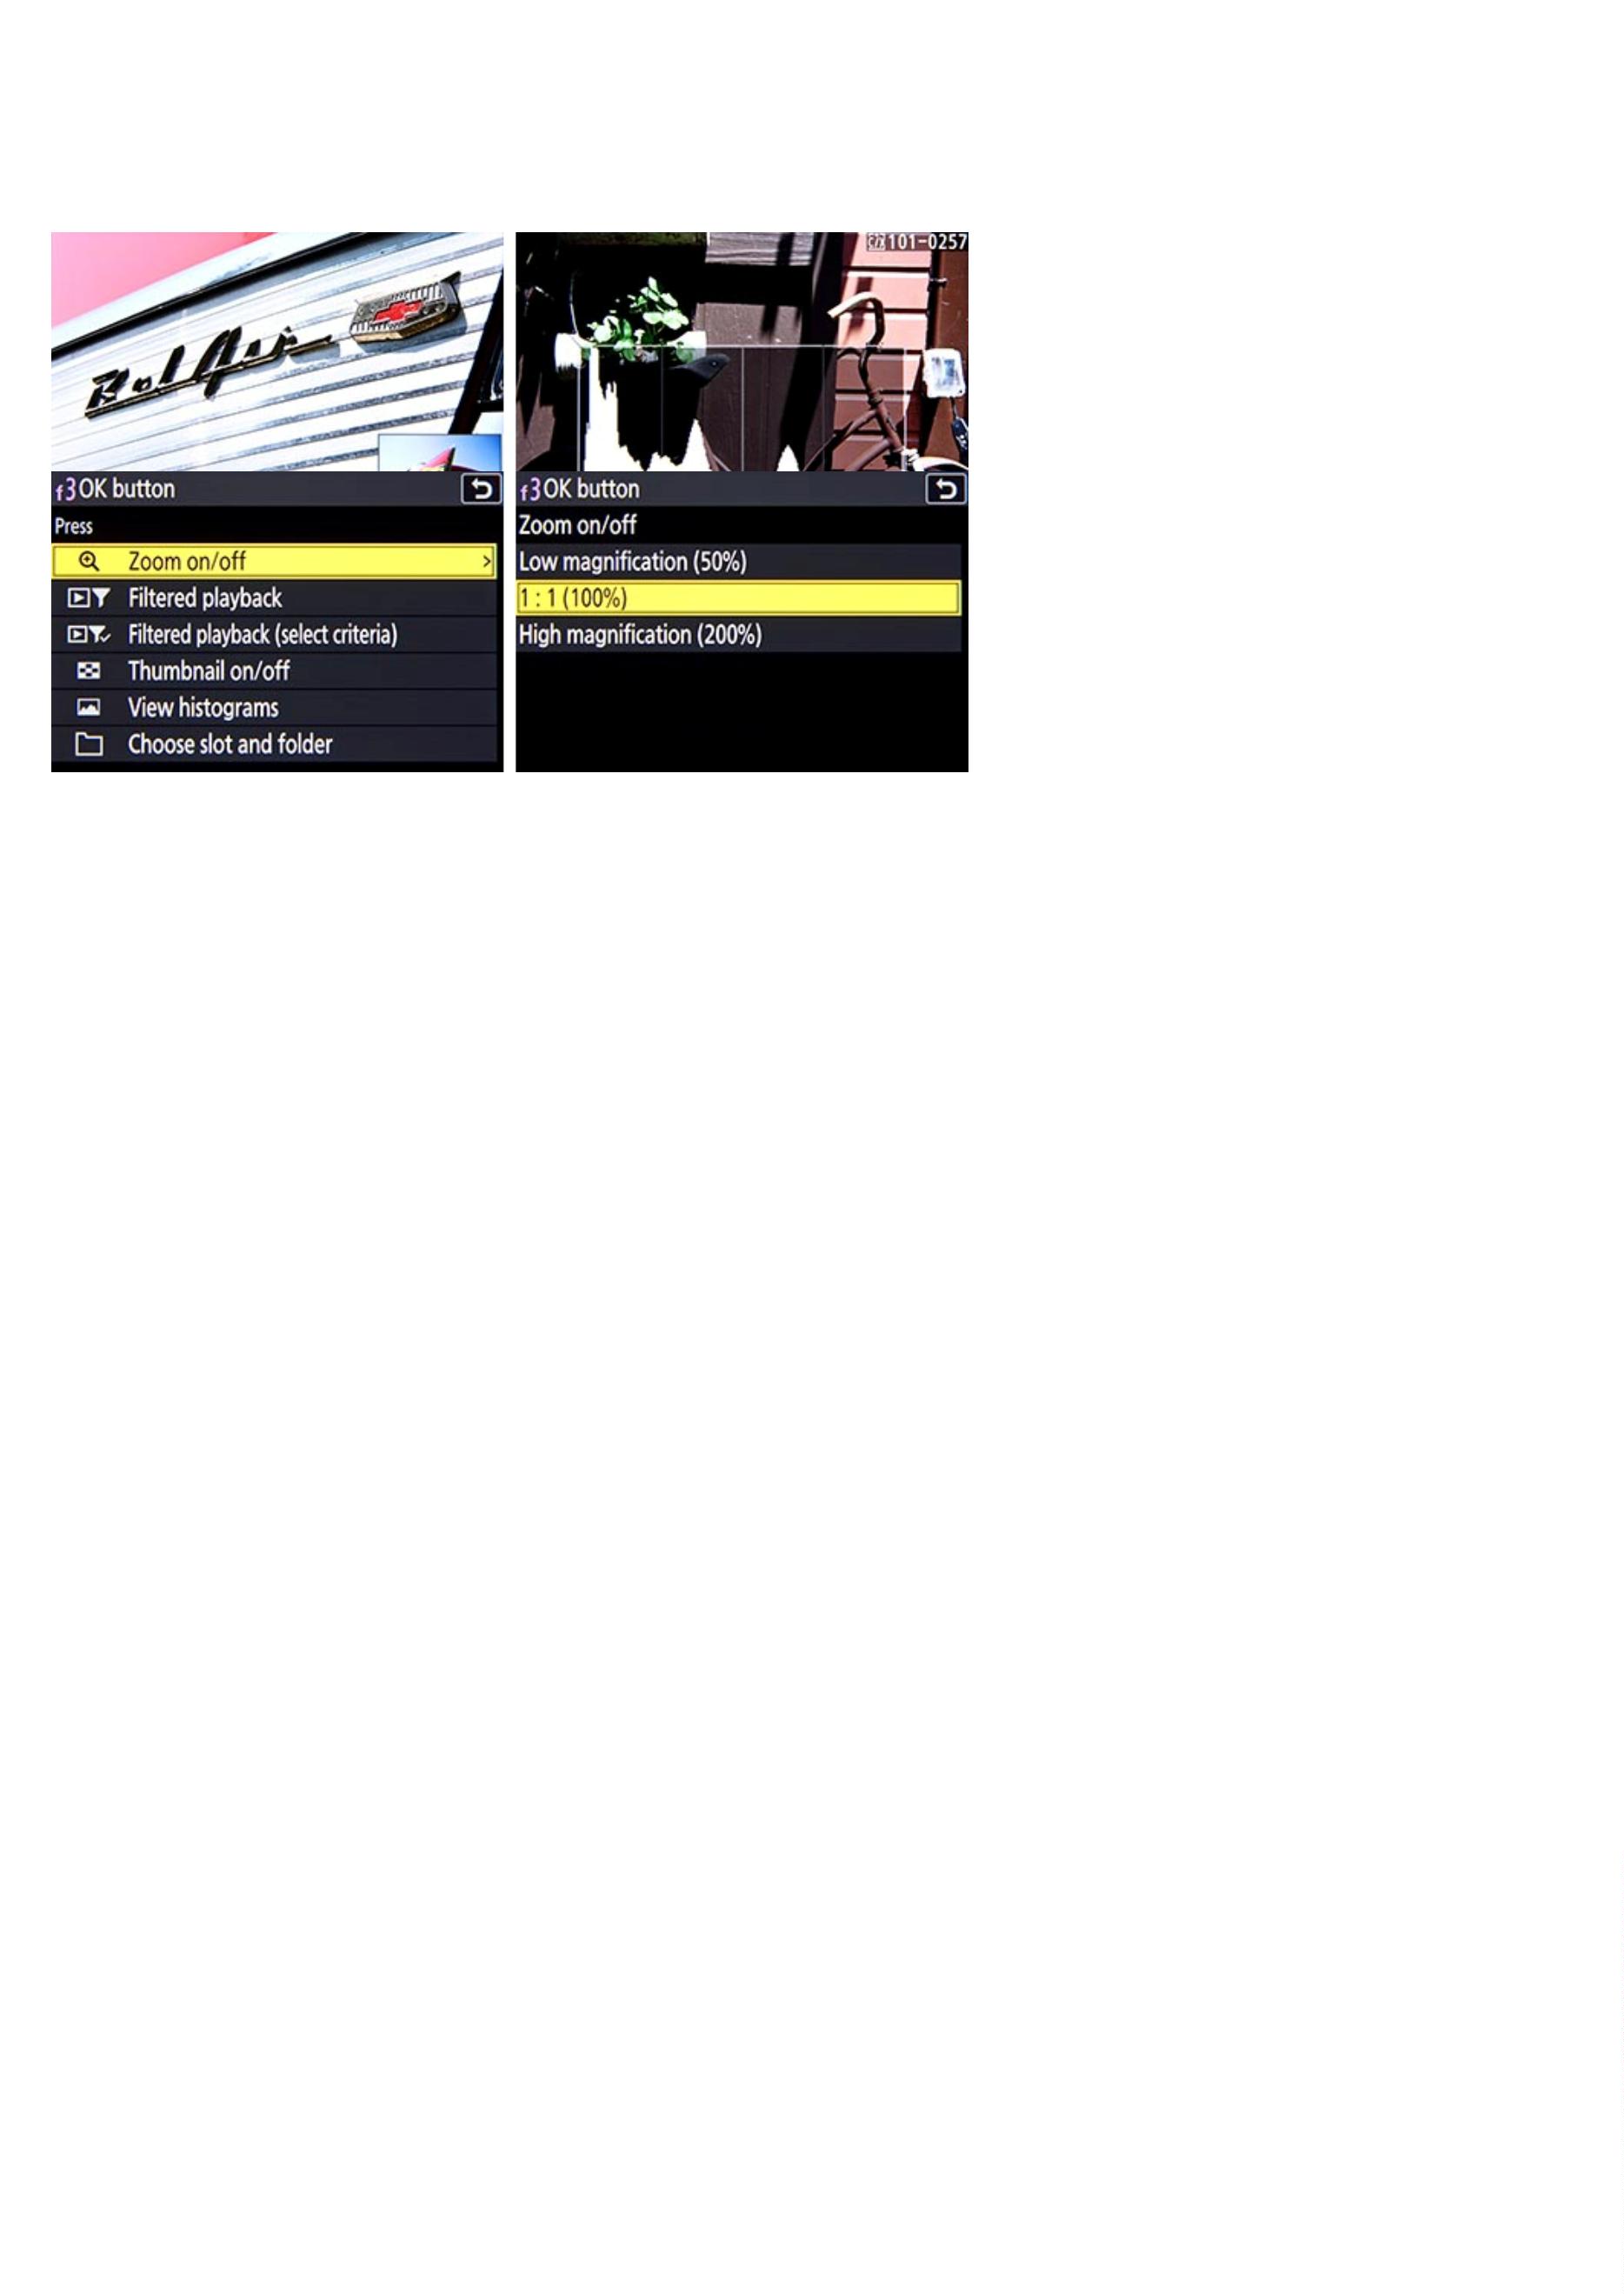 Bel Air
f3 OK button
Press
Zoom on/off >
Filtered playback
Filtered playback (select criteria)
Thumbnail on/off
View histograms
Choose slot and folder
101-0257
f3 OK button
Zoom on/off
Low magnification (50%)
1 : 1 (100%)
High magnification (200%)